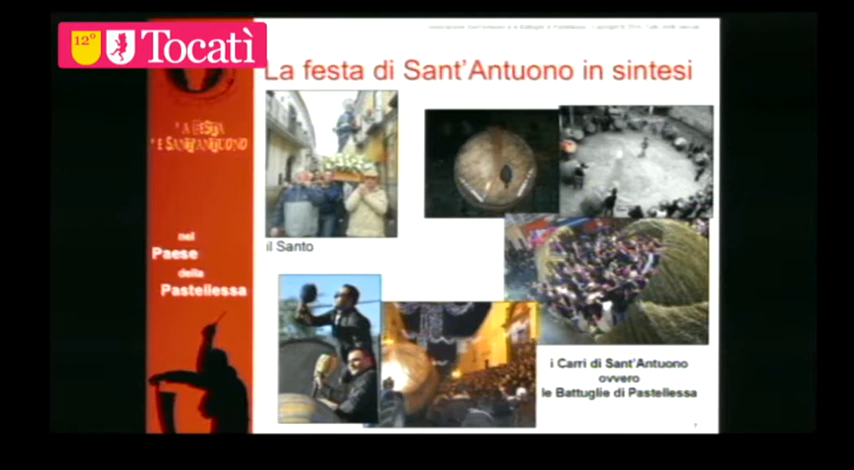 12°
Tocatì
La festa di Sant'Antuono in sintesi
'A FESTA
'E SANT'ANTUONO
nel
Paese
della
Pastellessa
il Santo
i Carri di Sant'Antuono
ovvero
le Battuglie di Pastellessa